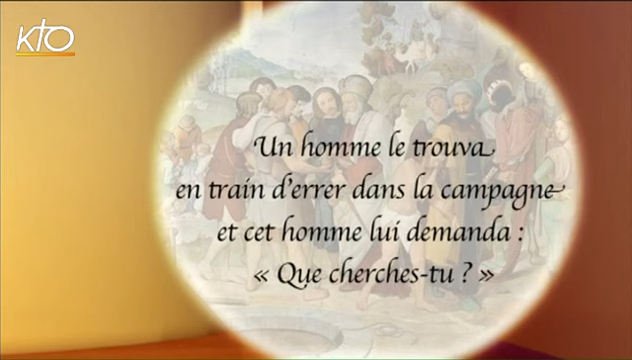 KTO
Un homme le trouva
en train d'errer dans la campagne
et cet homme lui demanda :
« Que cherches-tu ? »